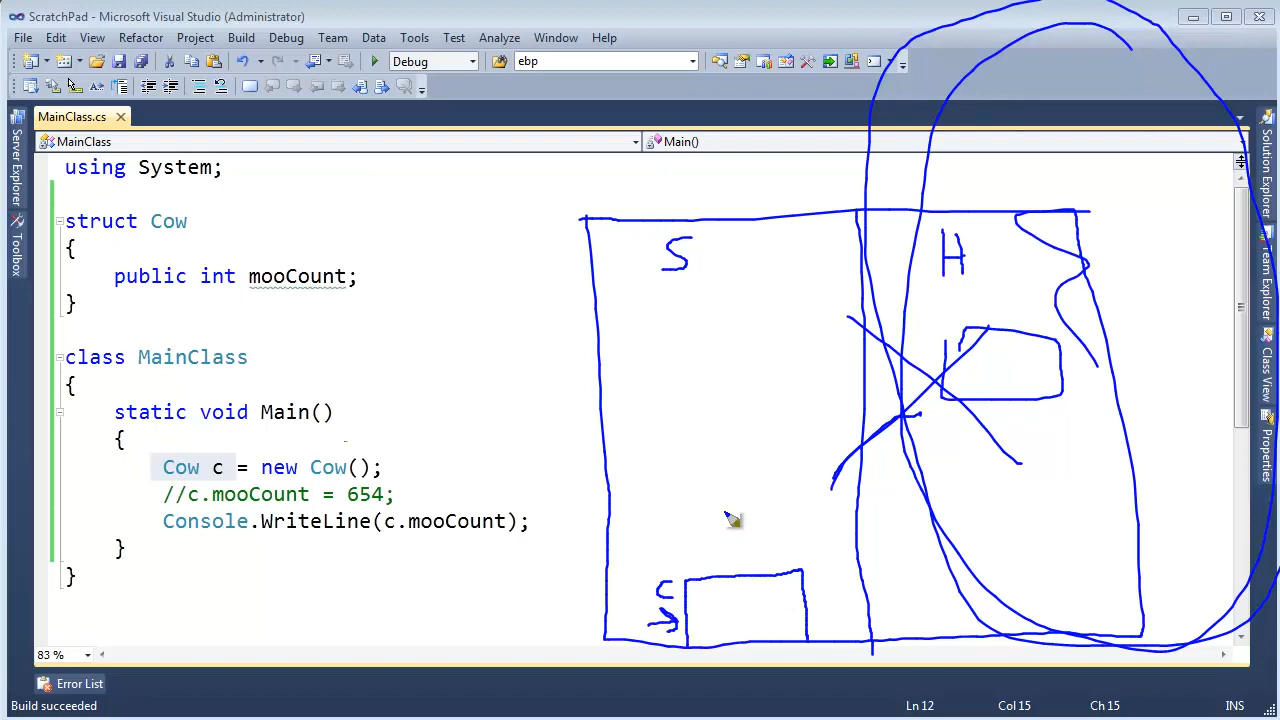 ScratchPad - Microsoft Visual Studio (Administrator)
File Edit View Refactor Project Build Debug Team Data Tools Test Analyze Window Help
Debug ebp
MainClass.cs
MainClass Main()
using System;
struct Cow
{
public int mooCount;
}
class MainClass
{
static void Main()
{
Cow c = new Cow();
//c.mooCount = 654;
Console.WriteLine(c.mooCount);
}
}
S H
C
Server Explorer
Toolbox
Solution Explorer
Team Explorer
Class View
Properties
83 %
Error List
Build succeeded Ln 12 Col 15 Ch 15 INS